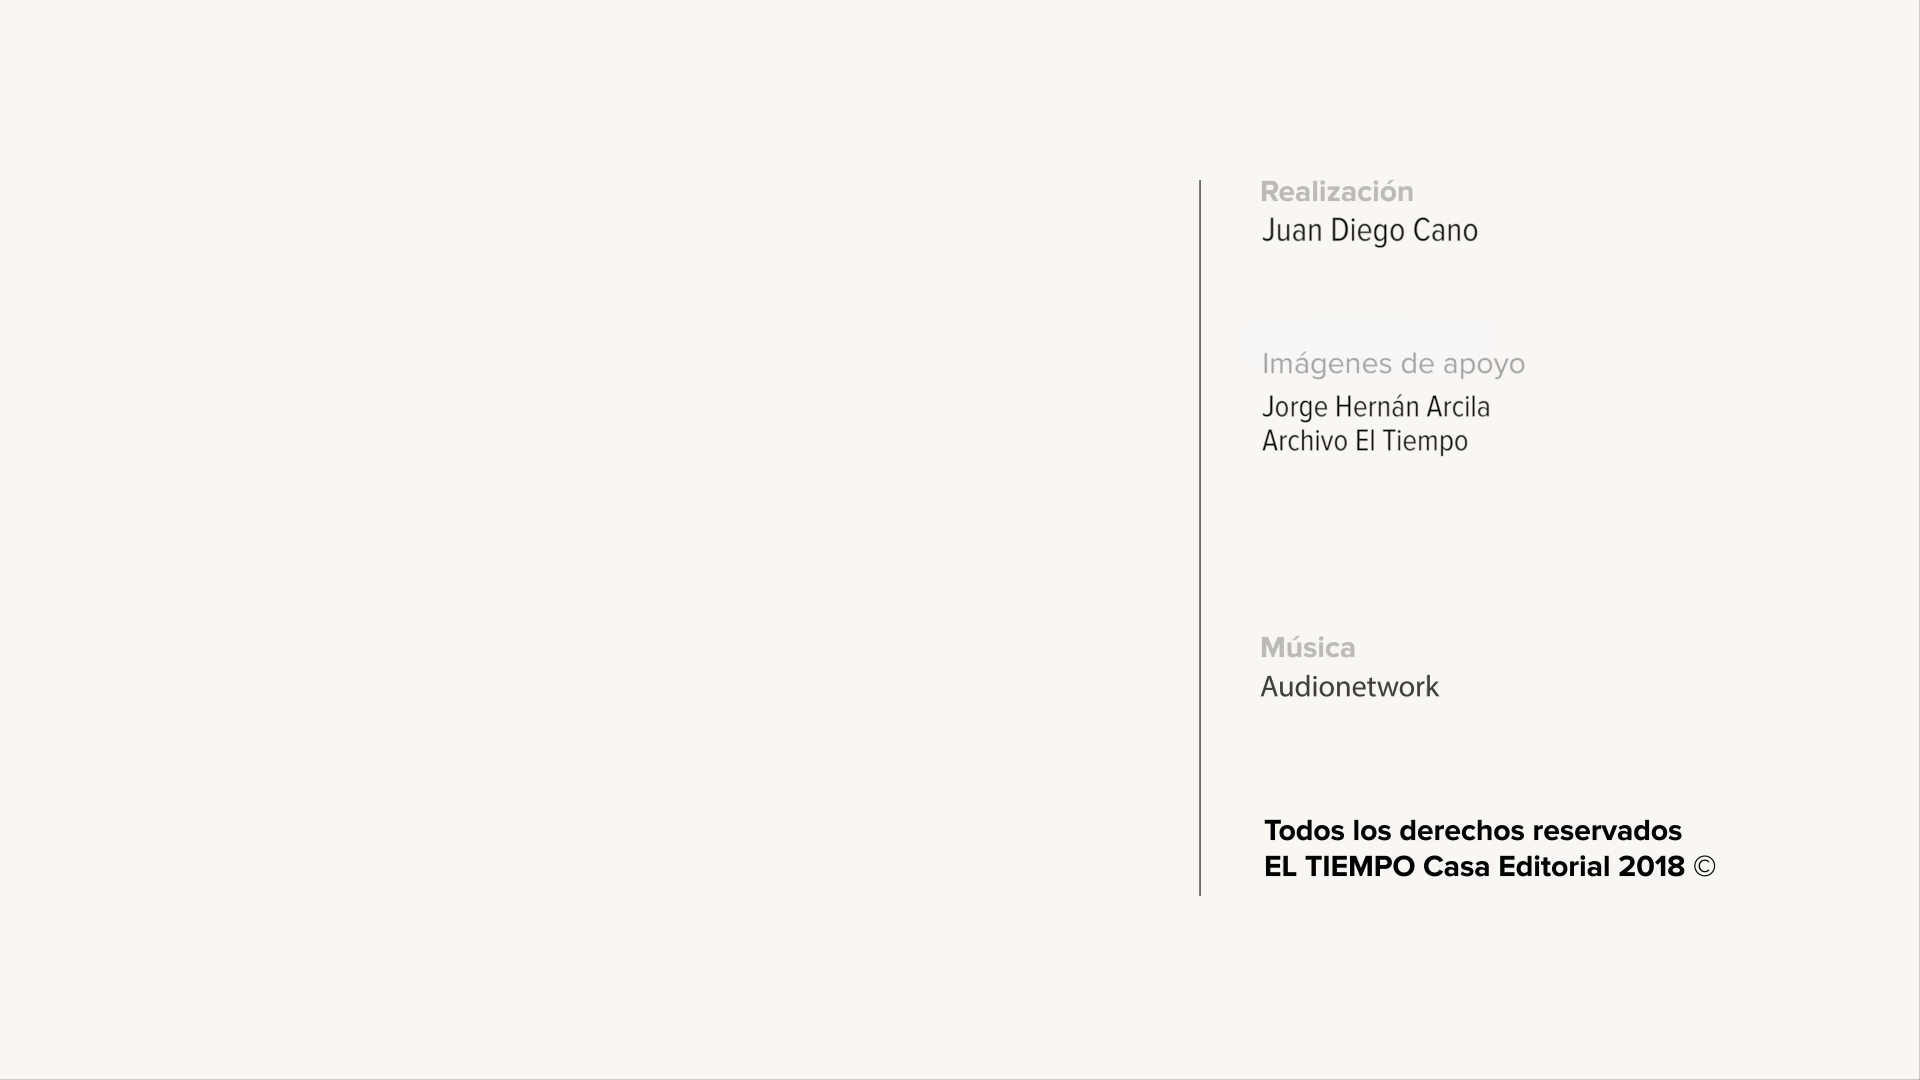 Realización
Juan Diego Cano
Imágenes de apoyo
Jorge Hernán Arcila
Archivo El Tiempo
Música
Audionetwork
Todos los derechos reservados
EL TIEMPO Casa Editorial 2018 ©